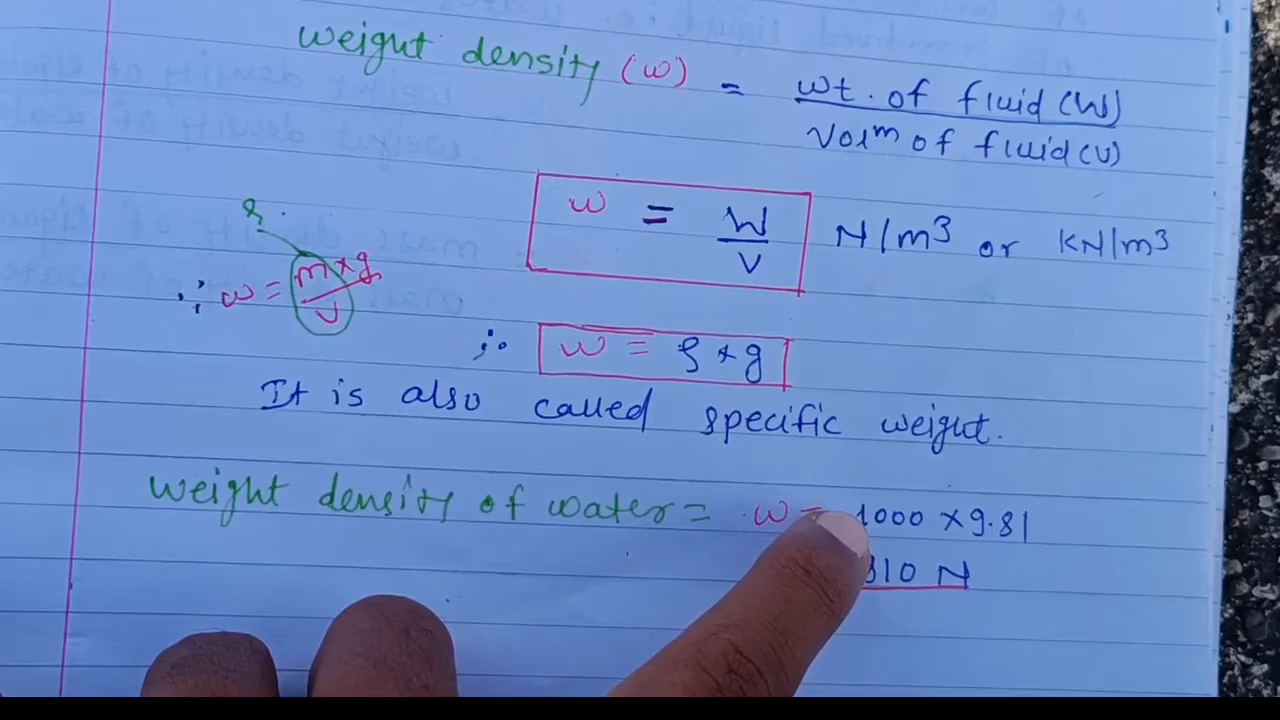 weight density (w) = wt. of fluid (W)
Volm of fluid (v)
w = W/V N/m³ or KN/m³
ρ.
∴ w = m*g/v
∴ w = ρ * g
It is also called specific weight.
weight density of water = w = 1000 × 9.81
810 N